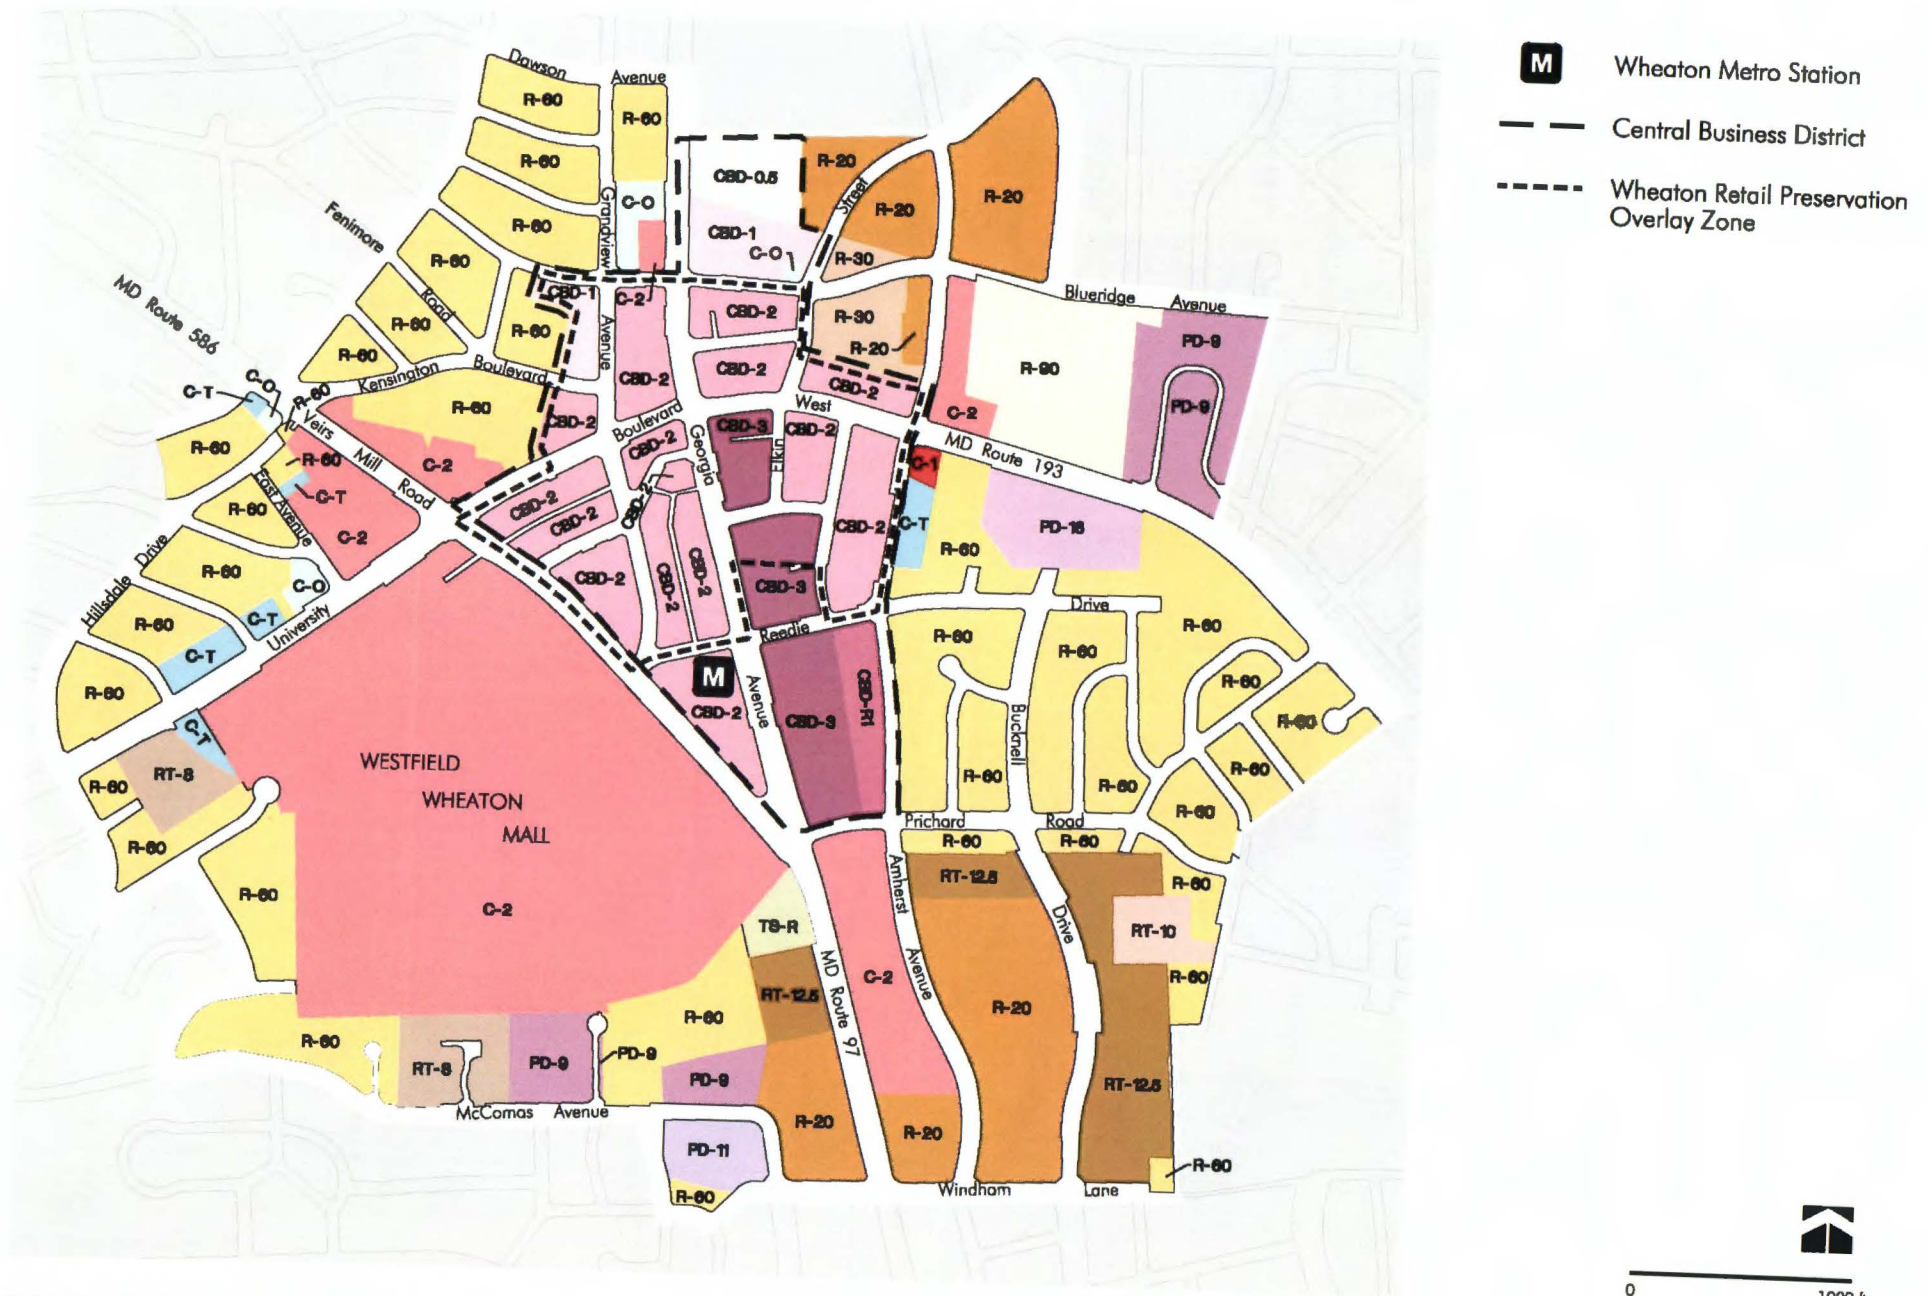 M
Wheaton Metro Station
Central Business District
Wheaton Retail Preservation
Overlay Zone
Dawson
Avenue
R-60
R-60
R-60
CBD-0.5
R-20
R-20
R-20
C-O
Grandview
Street
Fenimore
R-60
CBD-1
C-O
R-30
R-60
Road
CBD-1
C-2
CBD-2
R-30
R-20
Blueridge
Avenue
MD Route 586
R-60
R-60
Avenue
PD-9
R-60
Kensington
Boulevard
CBD-2
CBD-2
CBD-2
R-90
C-T
C-O
R-60
R-60
CBD-2
West
C-2
PD-9
Veirs
Mill
Road
R-60
R-60
C-2
Boulevard
CBD-2
Georgia
CBD-3
Elkin
CBD-2
MD Route 193
C-1
C-T
East Avenue
R-60
C-2
CBD-2
CBD-2
CBD-2
CBD-2
C-T
R-60
PD-18
Hillsdale
Drive
R-60
C-O
C-T
University
CBD-2
CBD-2
CBD-2
CBD-3
Drive
R-60
C-T
Reedie
R-60
R-60
R-60
R-60
M
CBD-2
Avenue
CBD-3
CBD-R1
Bucknell
R-60
R-60
C-T
RT-8
R-60
WESTFIELD
WHEATON
MALL
C-2
R-60
R-60
R-60
R-60
R-60
Prichard
Road
R-60
R-60
R-60
Amherst
Avenue
RT-12.5
R-60
TS-R
Drive
RT-10
MD Route 97
C-2
R-60
RT-12.5
R-20
R-60
R-60
RT-8
PD-9
PD-9
PD-9
RT-12.5
McComas
Avenue
R-20
R-20
PD-11
R-60
R-60
Windham
Lane
0